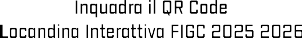 Inquadra il QR Code
Locandina Interattiva FIGC 2025 2026